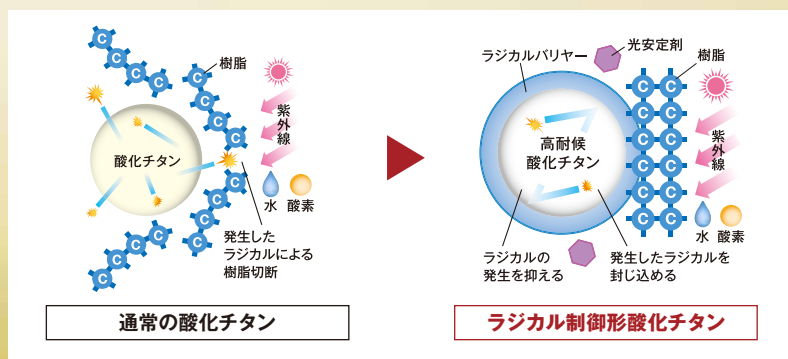 C
C
C
C
樹脂
C
C
C
C
紫外線
酸化チタン
C
C
C
C
水
酸素
C
C
C
C
発生した
ラジカルによる
樹脂切断
通常の酸化チタン
光安定剤
ラジカルバリヤー
樹脂
C C
C C
C C
C C
C C
C C
紫外線
高耐候
酸化チタン
水
酸素
ラジカルの
発生を抑える
発生したラジカルを
封じ込める
ラジカル制御形酸化チタン